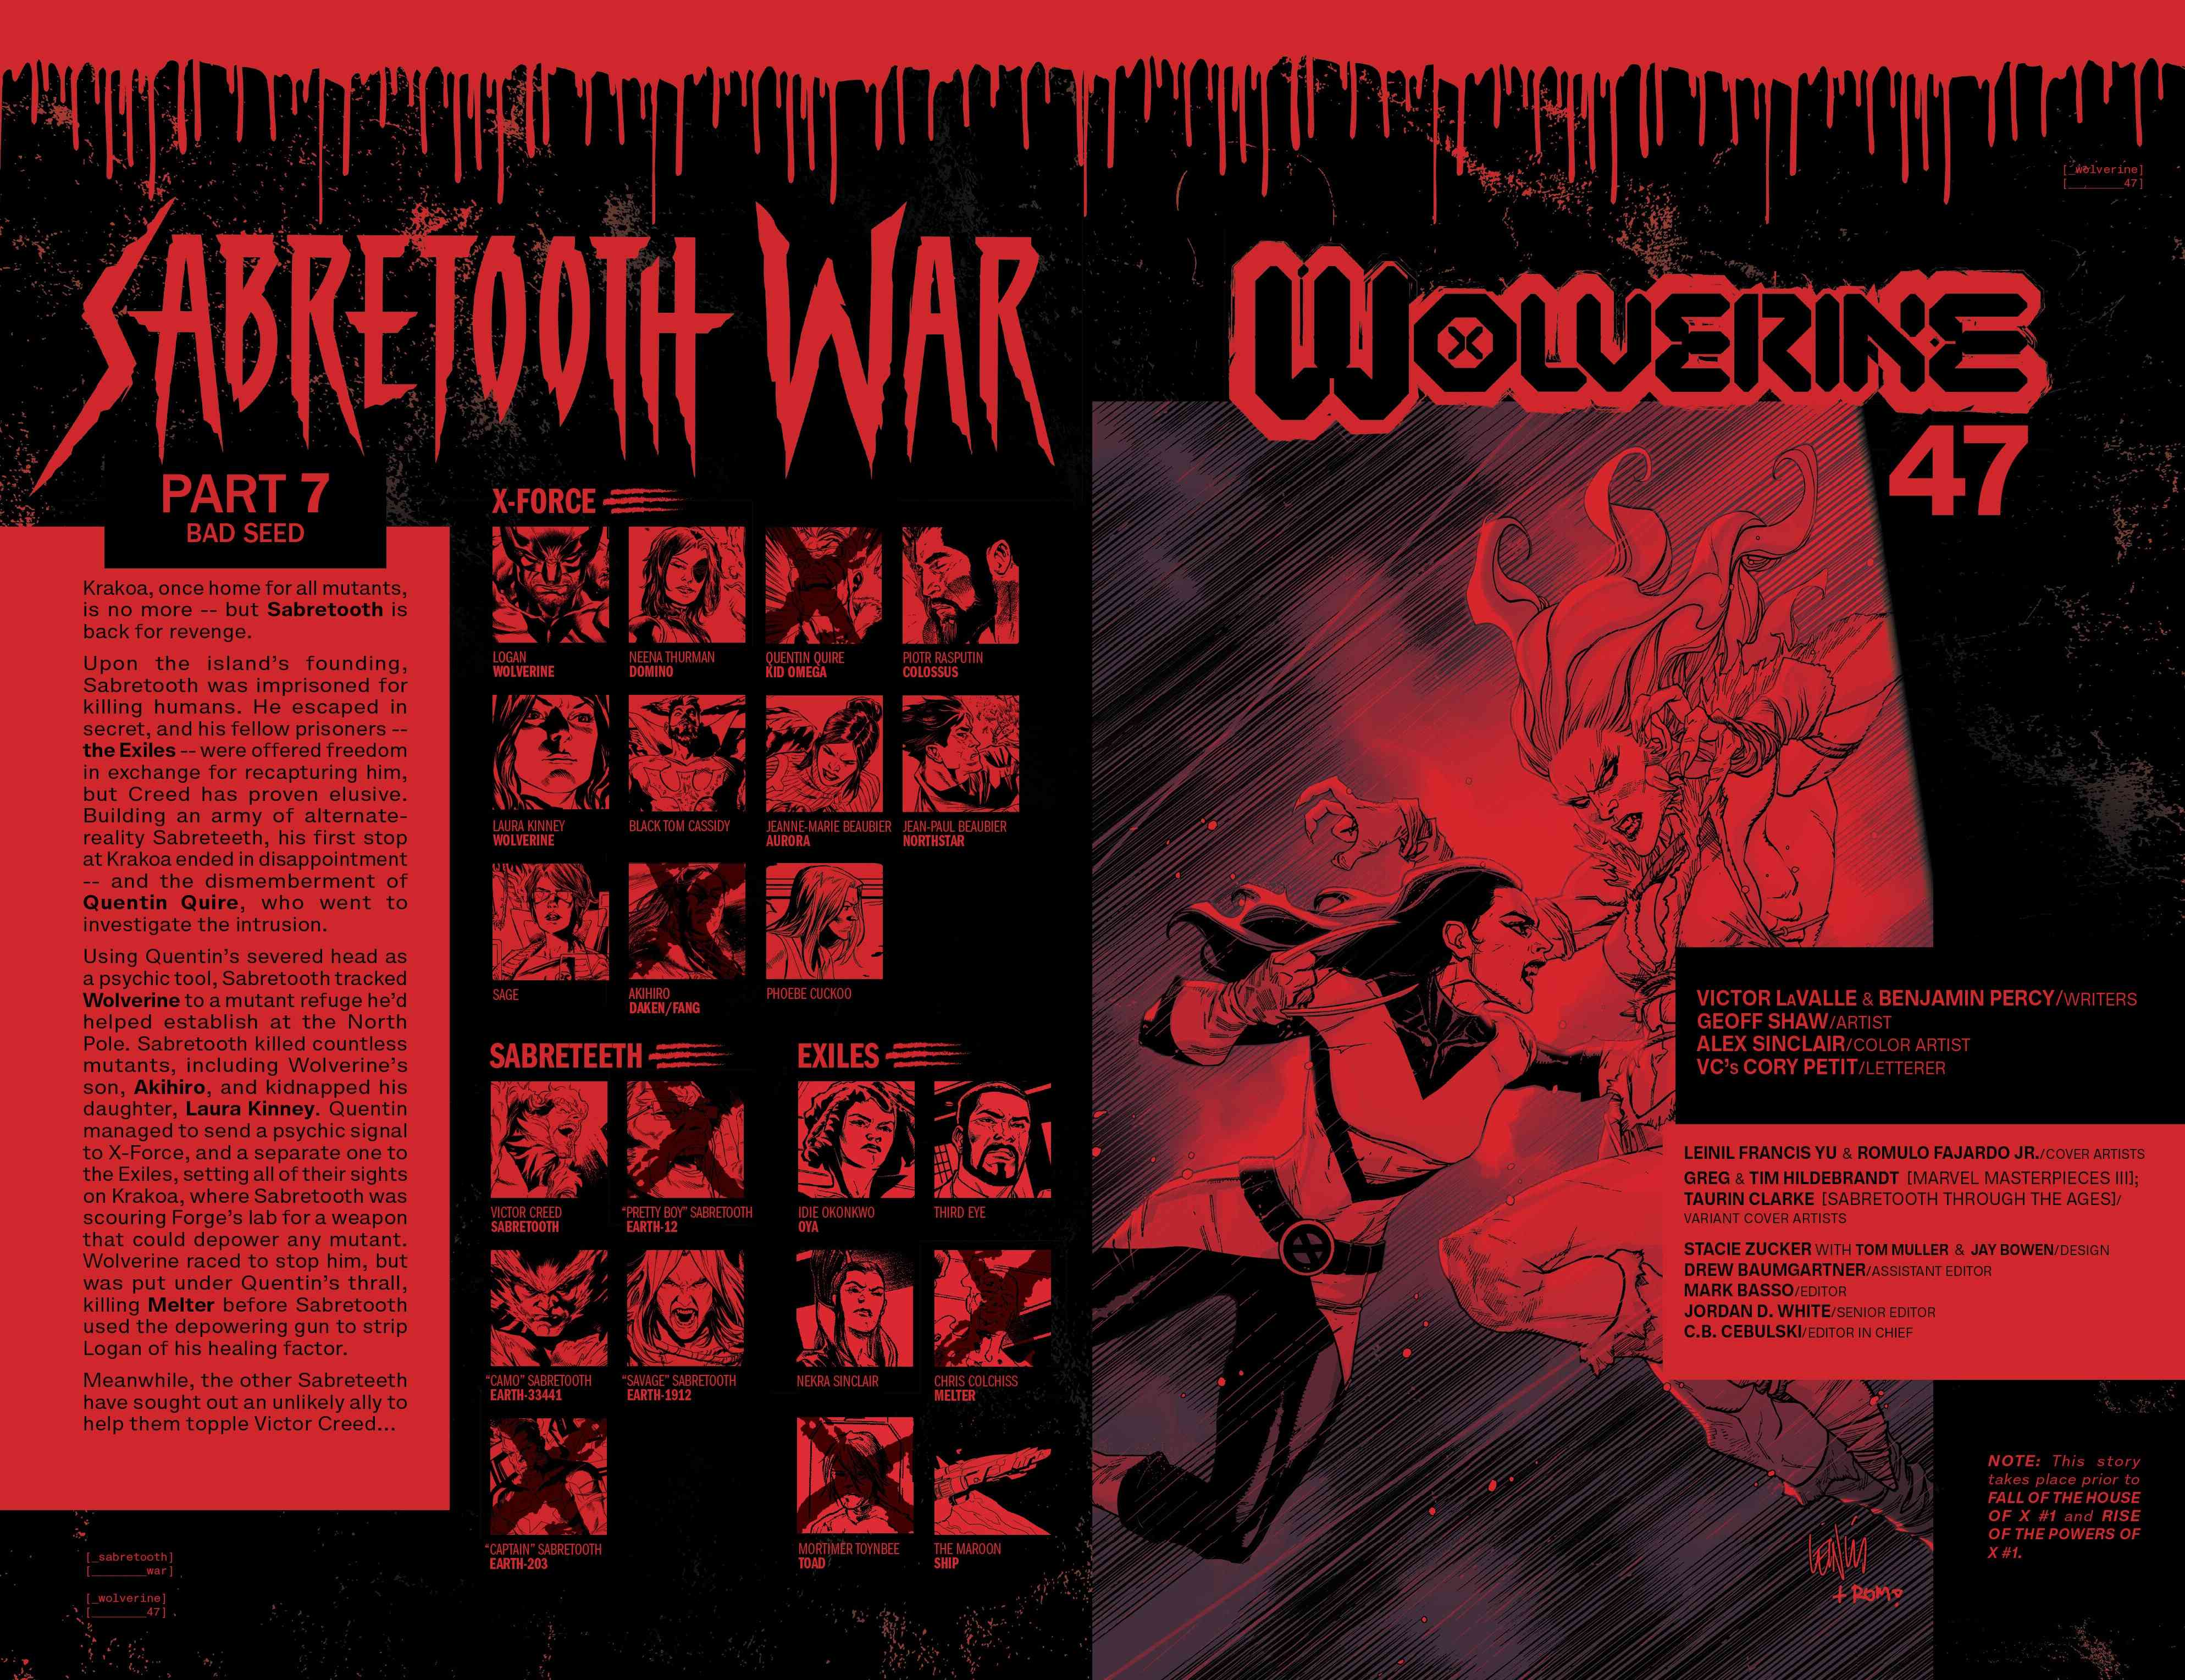 [_wolverine]
[________47]
SABRETOOTH WAR
PART 7
BAD SEED
Krakoa, once home for all mutants,
is no more -- but Sabretooth is
back for revenge.
Upon the island's founding,
Sabretooth was imprisoned for
killing humans. He escaped in
secret, and his fellow prisoners --
the Exiles -- were offered freedom
in exchange for recapturing him,
but Creed has proven elusive.
Building an army of alternate-
reality Sabreteeth, his first stop
at Krakoa ended in disappointment
-- and the dismemberment of
Quentin Quire, who went to
investigate the intrusion.
Using Quentin's severed head as
a psychic tool, Sabretooth tracked
Wolverine to a mutant refuge he'd
helped establish at the North
Pole. Sabretooth killed countless
mutants, including Wolverine's
son, Akihiro, and kidnapped his
daughter, Laura Kinney. Quentin
managed to send a psychic signal
to X-Force, and a separate one to
the Exiles, setting all of their sights
on Krakoa, where Sabretooth was
scouring Forge's lab for a weapon
that could depower any mutant.
Wolverine raced to stop him, but
was put under Quentin's thrall,
killing Melter before Sabretooth
used the depowering gun to strip
Logan of his healing factor.
Meanwhile, the other Sabreteeth
have sought out an unlikely ally to
help them topple Victor Creed...
[_sabretooth]
[________war]
[_wolverine]
[________47]
X-FORCE
LOGAN
WOLVERINE
NEENA THURMAN
DOMINO
QUENTIN QUIRE
KID OMEGA
PIOTR RASPUTIN
COLOSSUS
LAURA KINNEY
WOLVERINE
BLACK TOM CASSIDY
JEANNE-MARIE BEAUBIER
AURORA
JEAN-PAUL BEAUBIER
NORTHSTAR
SAGE
AKIHIRO
DAKEN/FANG
PHOEBE CUCKOO
SABRETEETH
VICTOR CREED
SABRETOOTH
"PRETTY BOY" SABRETOOTH
EARTH-12
"CAMO" SABRETOOTH
EARTH-33441
"SAVAGE" SABRETOOTH
EARTH-1912
"CAPTAIN" SABRETOOTH
EARTH-203
EXILES
IDIE OKONKWO
OYA
THIRD EYE
NEKRA SINCLAIR
CHRIS COLCHISS
MELTER
MORTIMER TOYNBEE
TOAD
THE MAROON
SHIP
WOLVERINE
47
VICTOR LAVALLE & BENJAMIN PERCY/WRITERS
GEOFF SHAW/ARTIST
ALEX SINCLAIR/COLOR ARTIST
VC's CORY PETIT/LETTERER
LEINIL FRANCIS YU & ROMULO FAJARDO JR./COVER ARTISTS
GREG & TIM HILDEBRANDT [MARVEL MASTERPIECES III];
TAURIN CLARKE [SABRETOOTH THROUGH THE AGES]/
VARIANT COVER ARTISTS
STACIE ZUCKER WITH TOM MULLER & JAY BOWEN/DESIGN
DREW BAUMGARTNER/ASSISTANT EDITOR
MARK BASSO/EDITOR
JORDAN D. WHITE/SENIOR EDITOR
C.B. CEBULSKI/EDITOR IN CHIEF
NOTE: This story
takes place prior to
FALL OF THE HOUSE
OF X #1 and RISE
OF THE POWERS OF
X #1.
LEINIL
+ ROMO